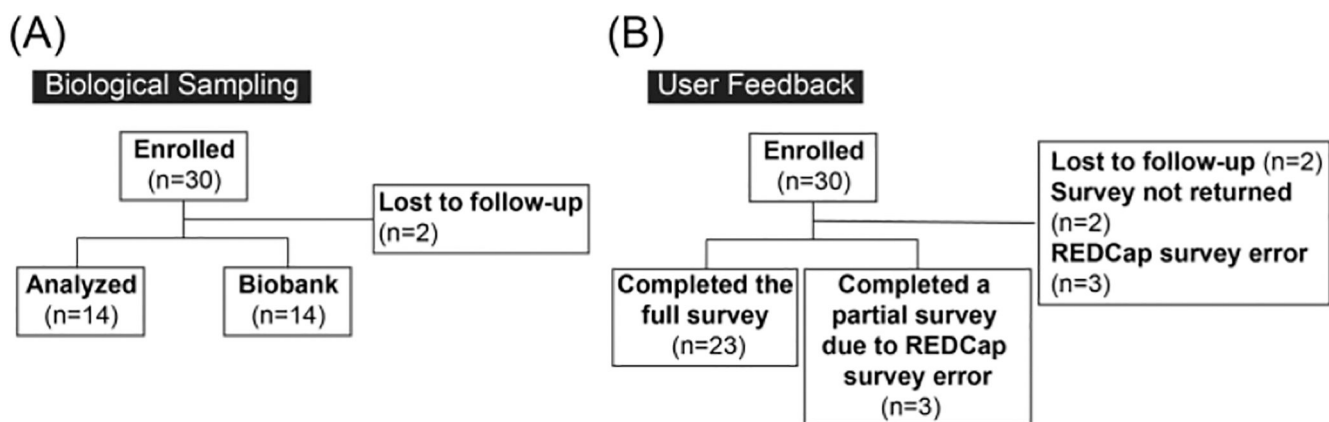 (A)
Biological Sampling
Enrolled
(n=30)
Lost to follow-up
(n=2)
Analyzed
(n=14)
Biobank
(n=14)
(B)
User Feedback
Enrolled
(n=30)
Lost to follow-up (n=2)
Survey not returned
(n=2)
REDCap survey error
(n=3)
Completed the
full survey
(n=23)
Completed a
partial survey
due to REDCap
survey error
(n=3)